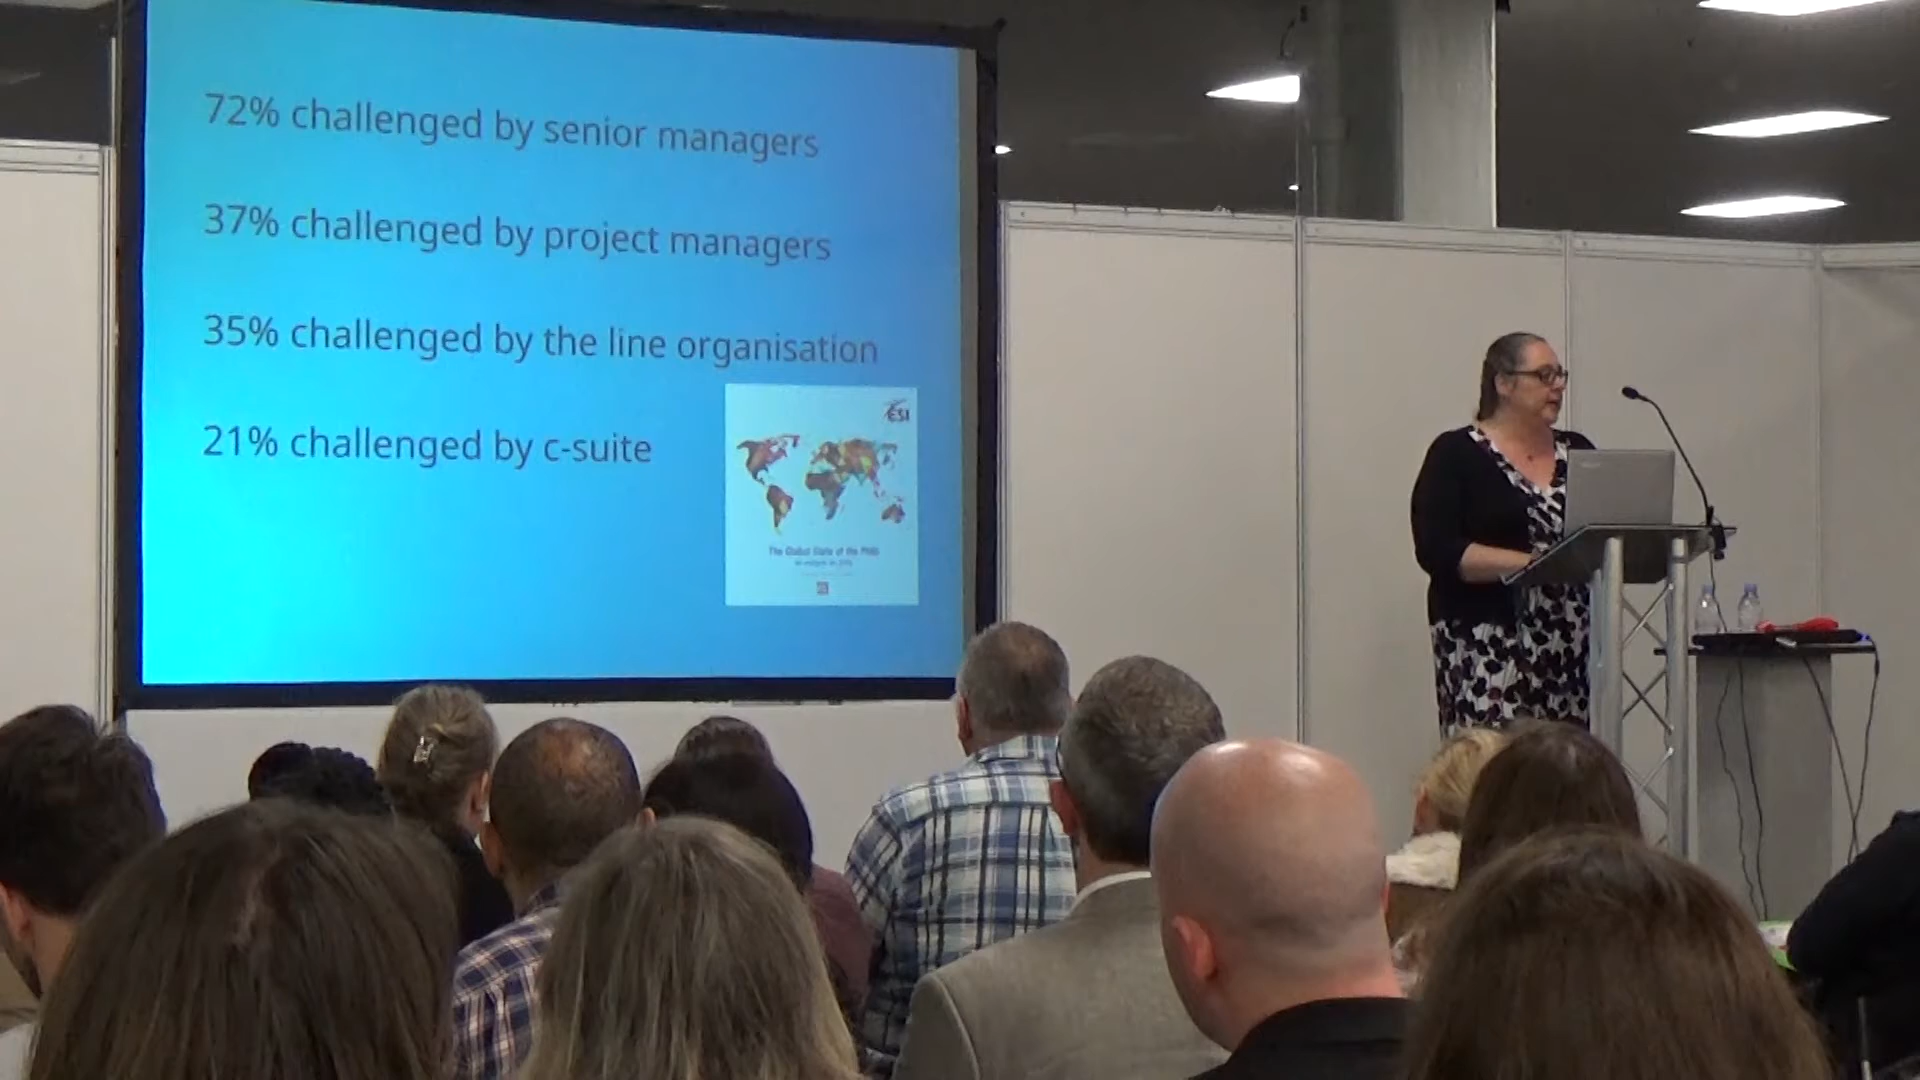 72% challenged by senior managers
37% challenged by project managers
35% challenged by the line organisation
21% challenged by c-suite
ESI
The Global State of the PMO